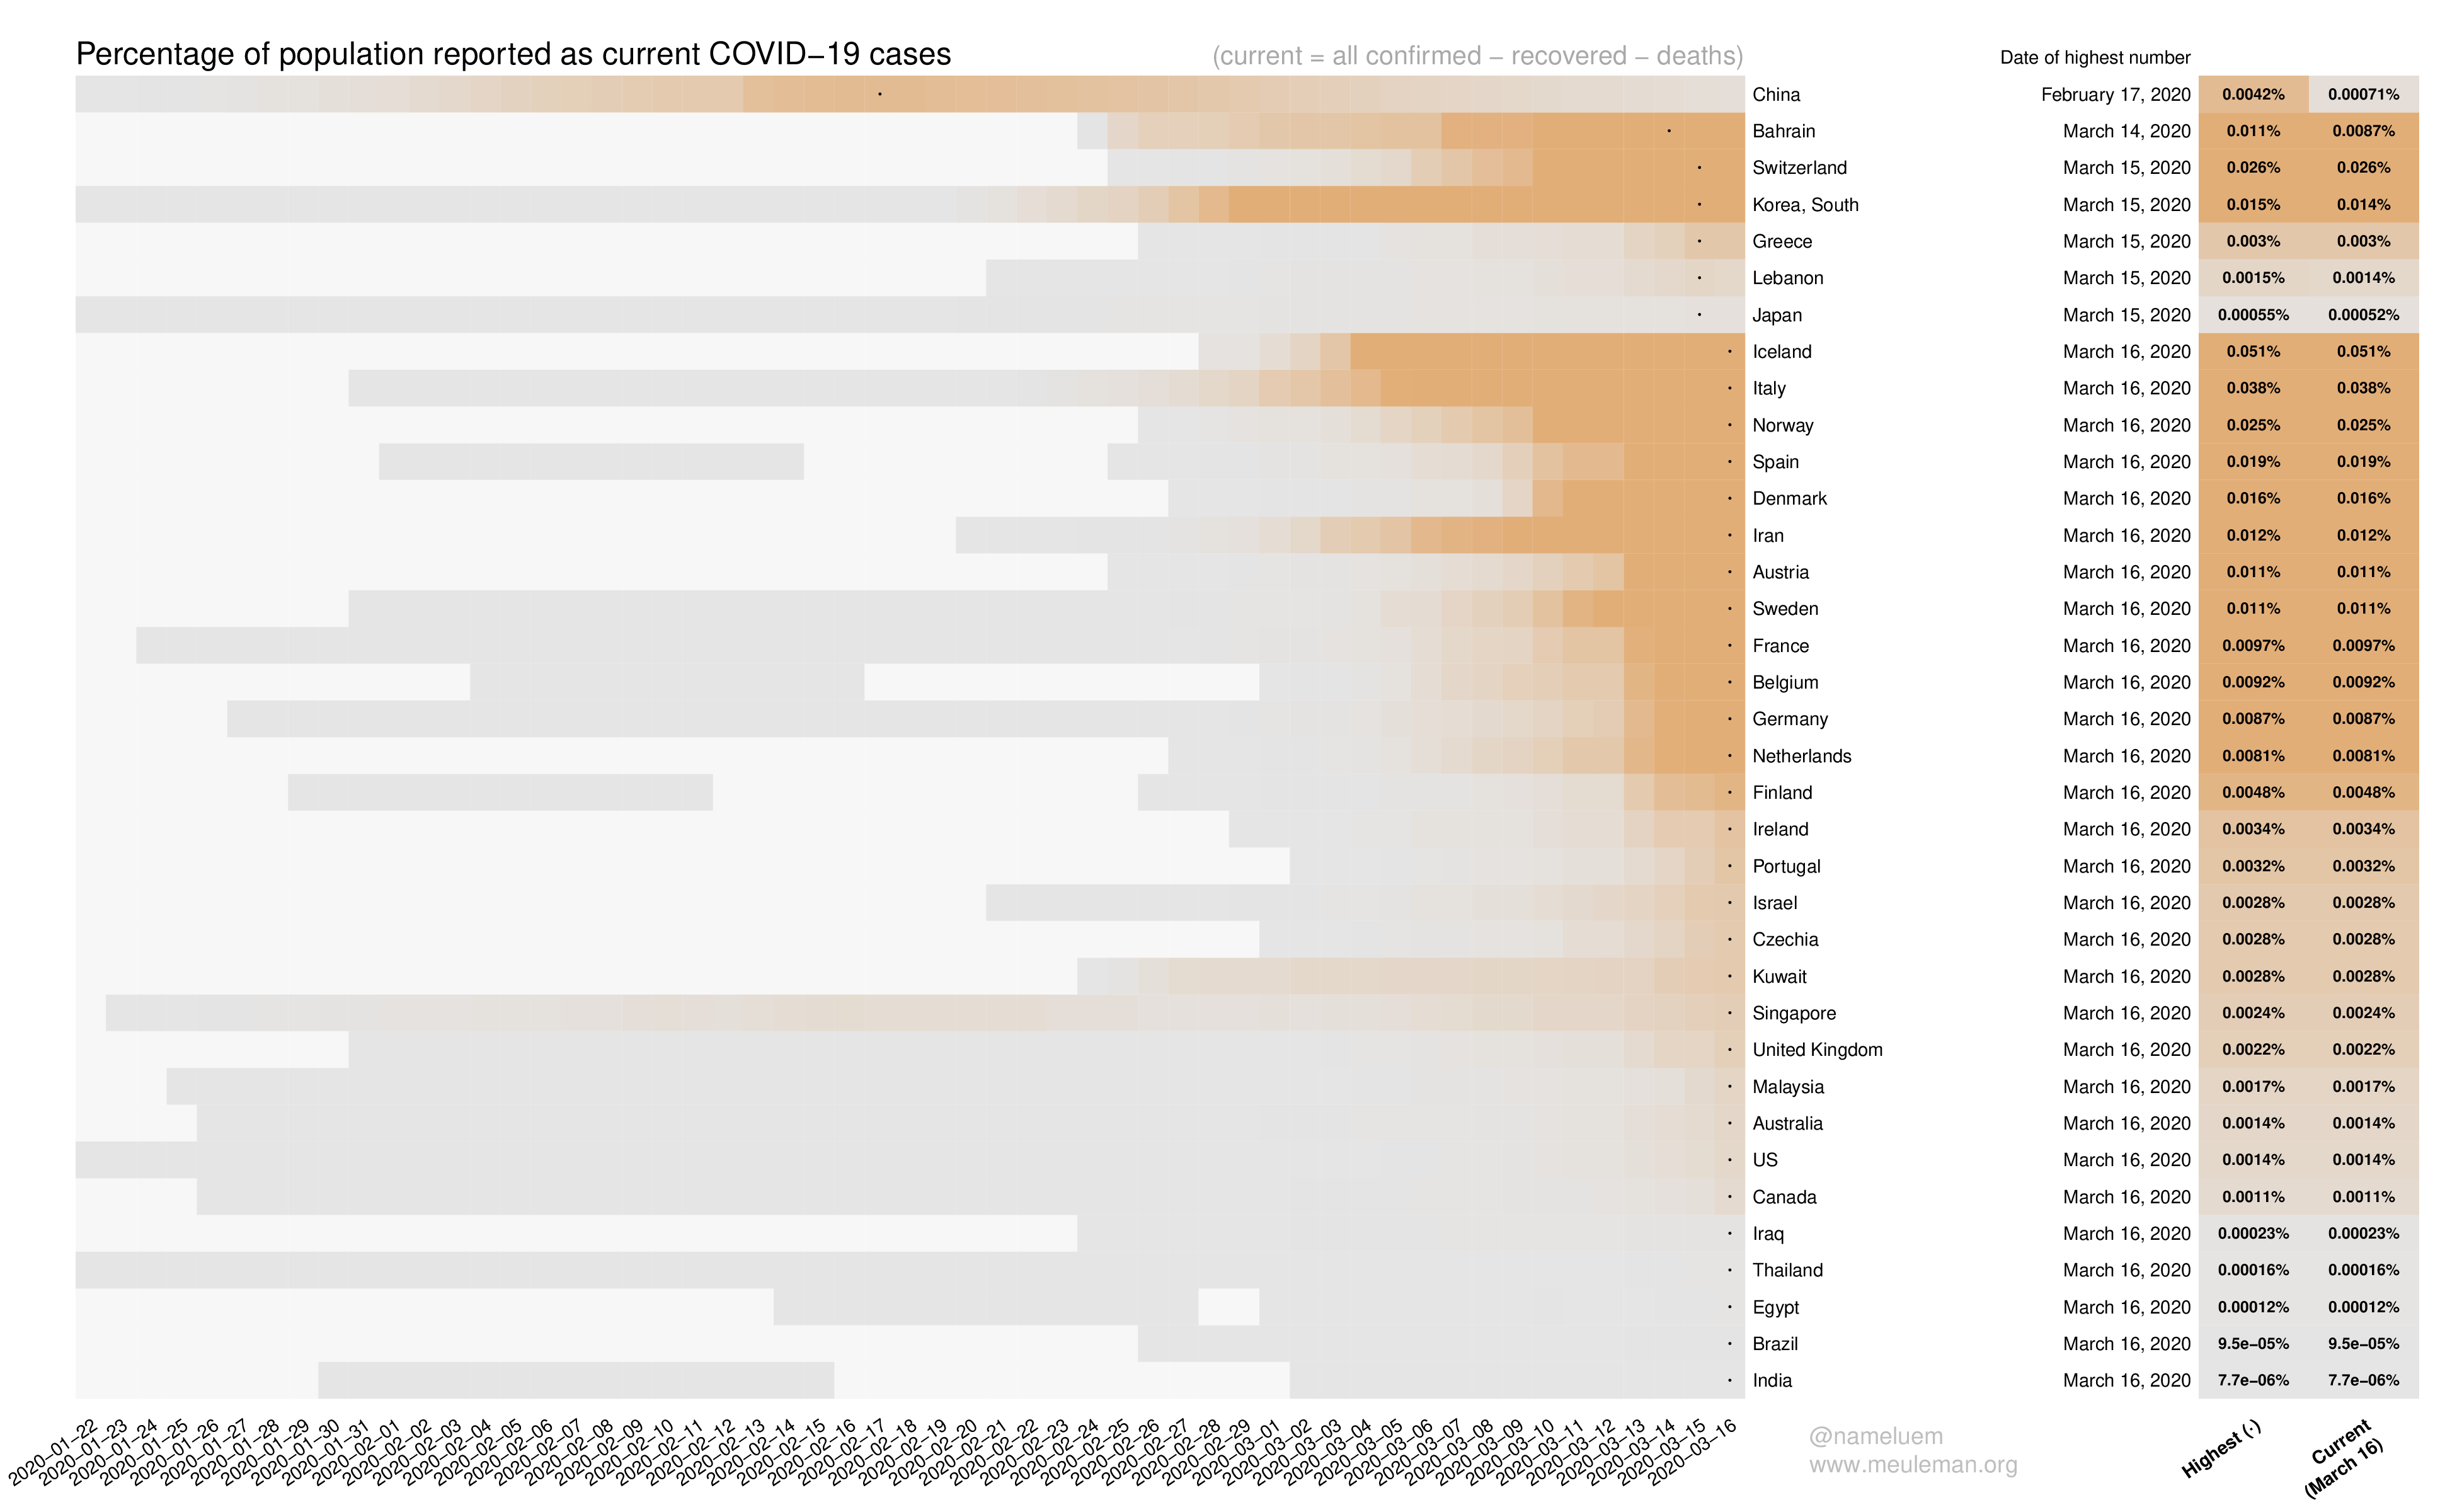 Percentage of population reported as current COVID−19 cases (current = all confirmed − recovered − deaths) Date of highest number
China February 17, 2020 0.0042% 0.00071%
Bahrain March 14, 2020 0.011% 0.0087%
Switzerland March 15, 2020 0.026% 0.026%
Korea, South March 15, 2020 0.015% 0.014%
Greece March 15, 2020 0.003% 0.003%
Lebanon March 15, 2020 0.0015% 0.0014%
Japan March 15, 2020 0.00055% 0.00052%
Iceland March 16, 2020 0.051% 0.051%
Italy March 16, 2020 0.038% 0.038%
Norway March 16, 2020 0.025% 0.025%
Spain March 16, 2020 0.019% 0.019%
Denmark March 16, 2020 0.016% 0.016%
Iran March 16, 2020 0.012% 0.012%
Austria March 16, 2020 0.011% 0.011%
Sweden March 16, 2020 0.011% 0.011%
France March 16, 2020 0.0097% 0.0097%
Belgium March 16, 2020 0.0092% 0.0092%
Germany March 16, 2020 0.0087% 0.0087%
Netherlands March 16, 2020 0.0081% 0.0081%
Finland March 16, 2020 0.0048% 0.0048%
Ireland March 16, 2020 0.0034% 0.0034%
Portugal March 16, 2020 0.0032% 0.0032%
Israel March 16, 2020 0.0028% 0.0028%
Czechia March 16, 2020 0.0028% 0.0028%
Kuwait March 16, 2020 0.0028% 0.0028%
Singapore March 16, 2020 0.0024% 0.0024%
United Kingdom March 16, 2020 0.0022% 0.0022%
Malaysia March 16, 2020 0.0017% 0.0017%
Australia March 16, 2020 0.0014% 0.0014%
US March 16, 2020 0.0014% 0.0014%
Canada March 16, 2020 0.0011% 0.0011%
Iraq March 16, 2020 0.00023% 0.00023%
Thailand March 16, 2020 0.00016% 0.00016%
Egypt March 16, 2020 0.00012% 0.00012%
Brazil March 16, 2020 9.5e−05% 9.5e−05%
India March 16, 2020 7.7e−06% 7.7e−06%
2020−01−22
2020−01−23
2020−01−24
2020−01−25
2020−01−26
2020−01−27
2020−01−28
2020−01−29
2020−01−30
2020−01−31
2020−02−01
2020−02−02
2020−02−03
2020−02−04
2020−02−05
2020−02−06
2020−02−07
2020−02−08
2020−02−09
2020−02−10
2020−02−11
2020−02−12
2020−02−13
2020−02−14
2020−02−15
2020−02−16
2020−02−17
2020−02−18
2020−02−19
2020−02−20
2020−02−21
2020−02−22
2020−02−23
2020−02−24
2020−02−25
2020−02−26
2020−02−27
2020−02−28
2020−02−29
2020−03−01
2020−03−02
2020−03−03
2020−03−04
2020−03−05
2020−03−06
2020−03−07
2020−03−08
2020−03−09
2020−03−10
2020−03−11
2020−03−12
2020−03−13
2020−03−14
2020−03−15
2020−03−16
@nameluem
www.meuleman.org
Highest (·)
Current
(March 16)